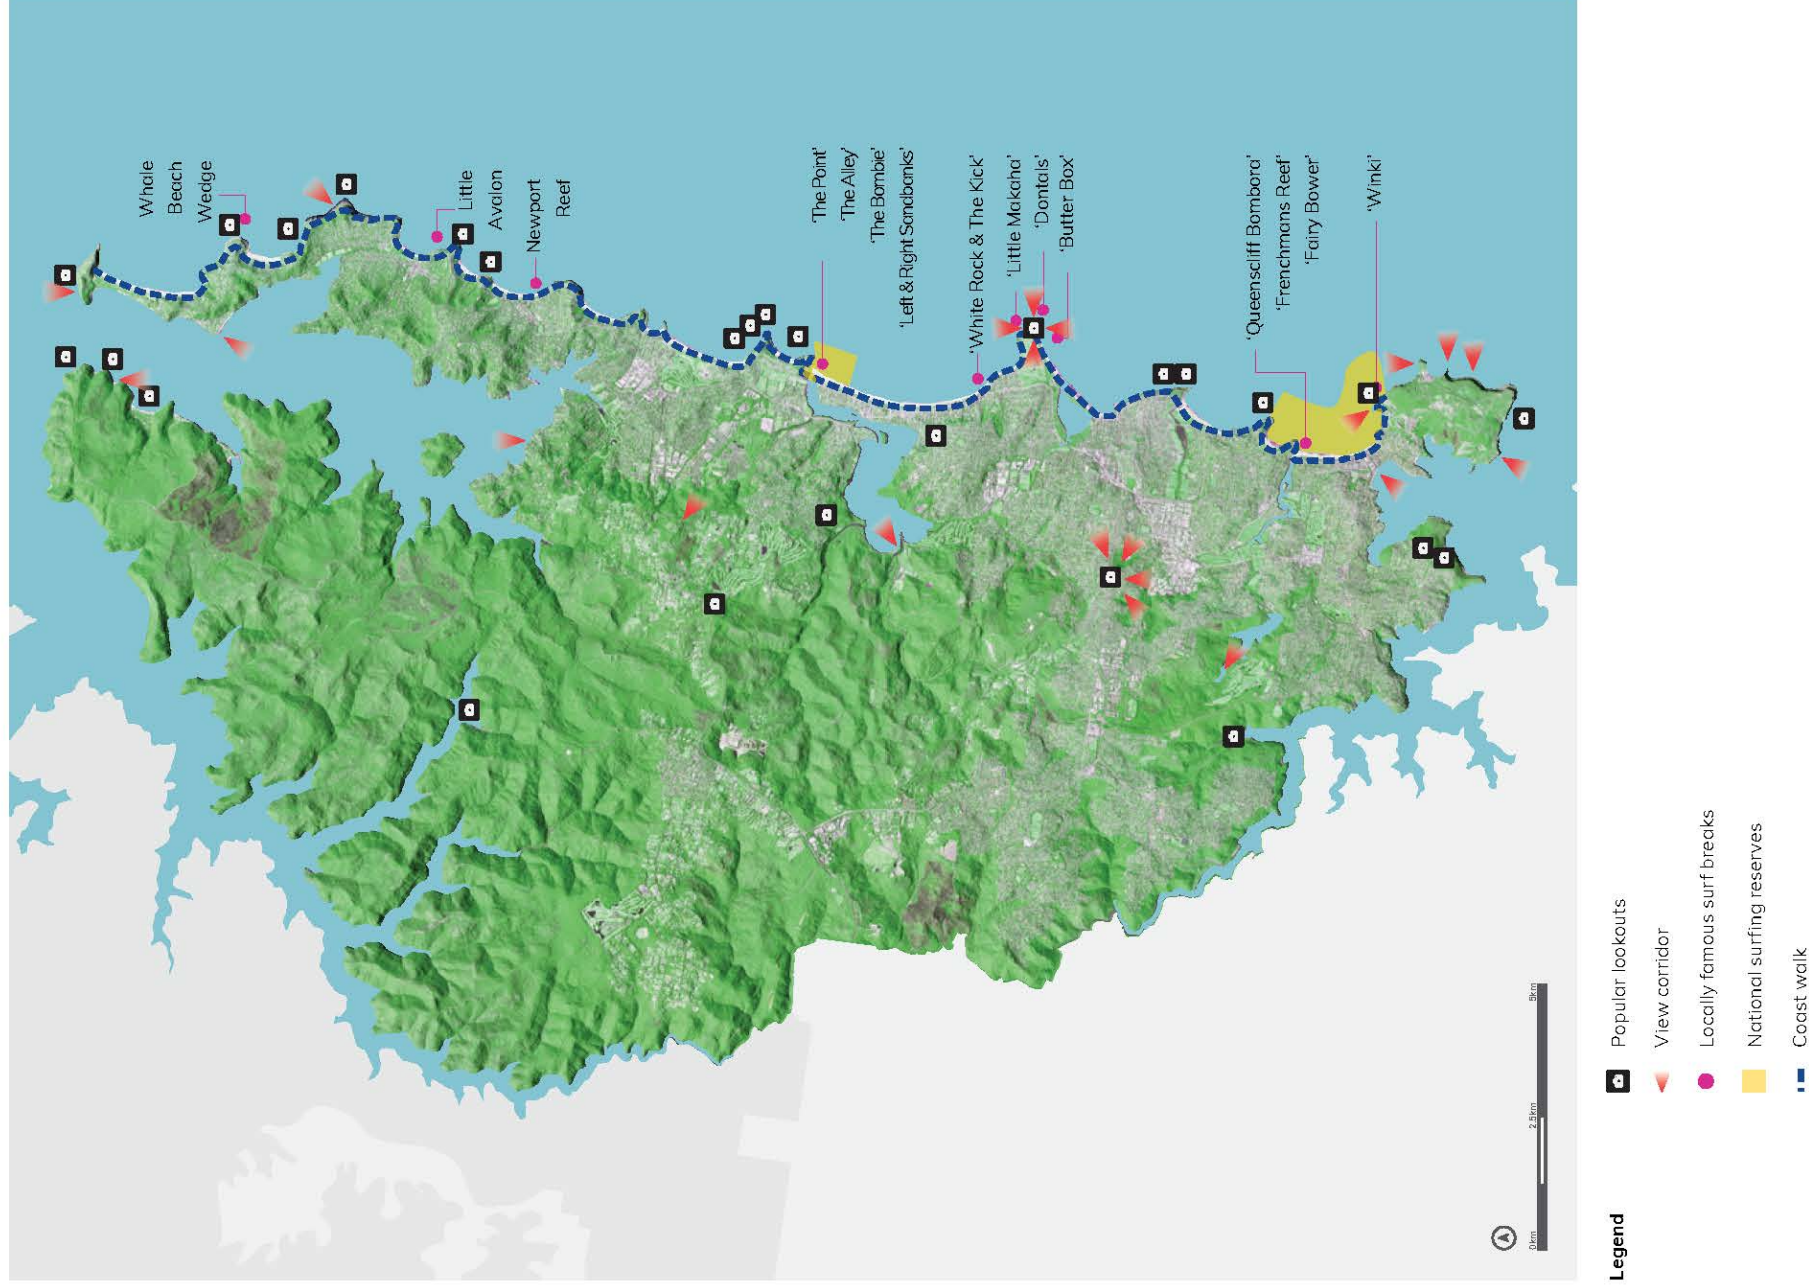 Whale
Beach
Wedge
Little
Avalon
Newport
Reef
'The Point'
'The Alley'
'The Bombie'
'Left & Right Sandbanks'
'White Rock & The Kick'
'Little Makaha'
'Dontals'
'Butter Box'
'Queenscliff Bombora'
'Frenchmans Reef'
'Fairy Bower'
'Winki'
0km
2.5km
5km
Legend
Popular lookouts
View corridor
Locally famous surf breaks
National surfing reserves
Coast walk